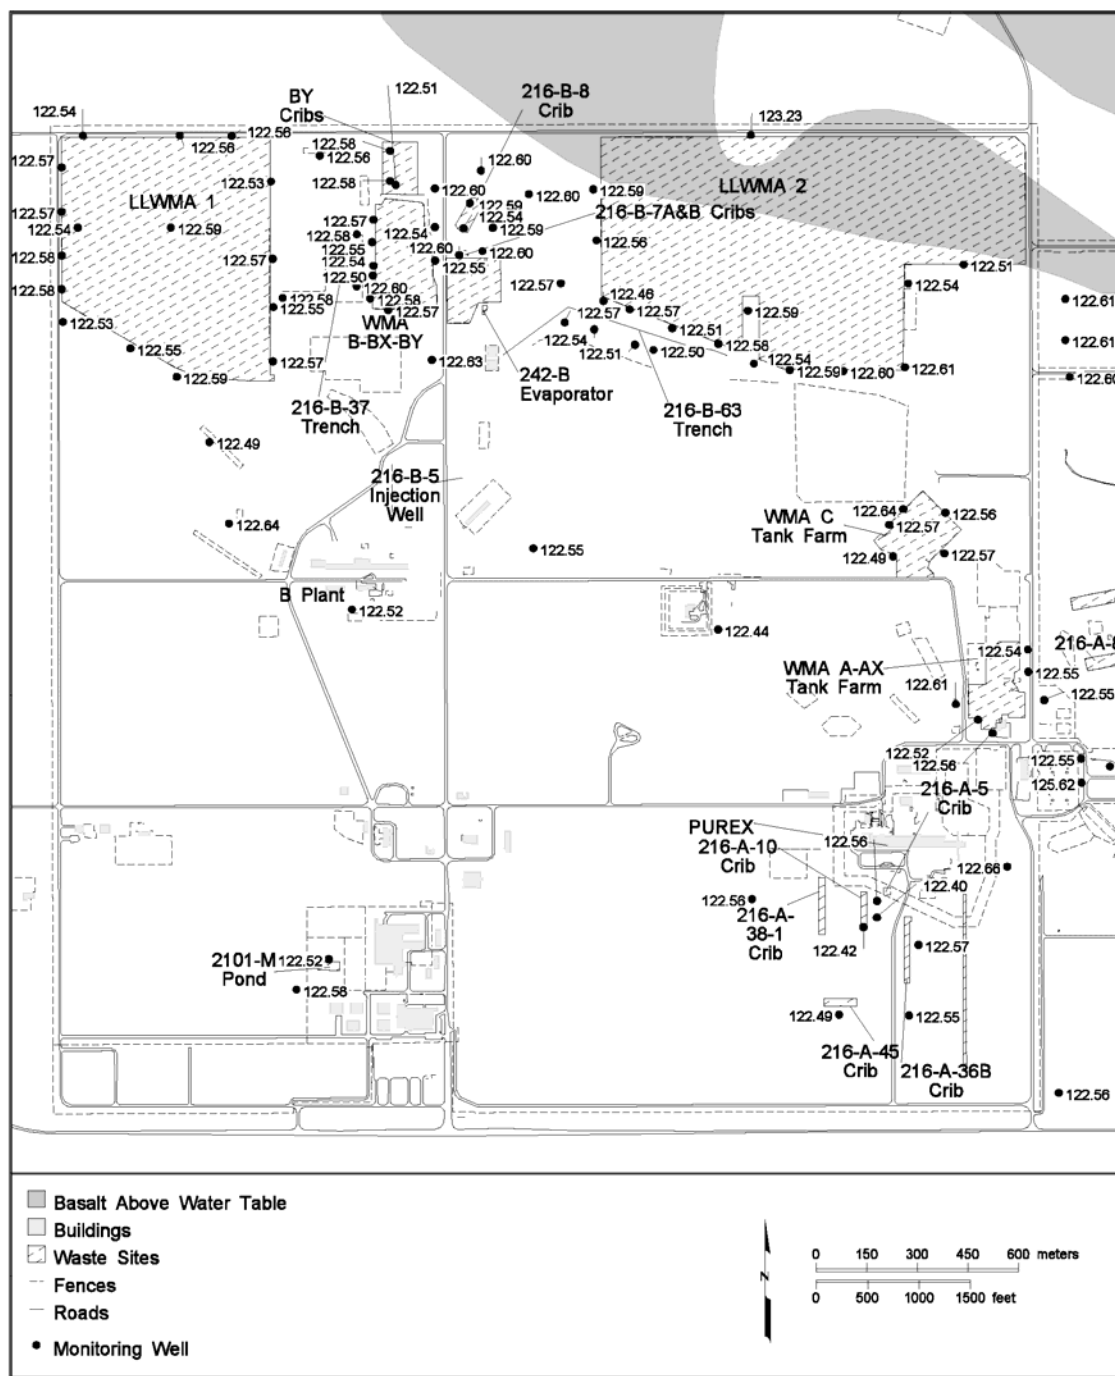 122.54
BY
Cribs
122.51
216-B-8
Crib
123.23
122.56
122.56
122.58
122.56
122.57
122.60
122.53
122.58
122.60
122.60
122.59
LLWMA 2
LLWMA 1
122.59
122.57
122.54
216-B-7A&B Cribs
122.57
122.54
122.59
122.58
122.54
122.59
122.55
122.60
122.60
122.56
122.58
122.57
122.54
122.55
122.51
122.50
122.58
122.60
122.57
122.54
122.58
122.58
122.46
122.61
122.55
122.57
122.57
122.57
122.59
122.53
WMA
B-BX-BY
122.54
122.51
122.58
122.61
122.55
122.51
122.50
122.57
122.63
122.54
122.59
242-B
Evaporator
122.59
122.60
122.61
122.60
216-B-37
Trench
216-B-63
Trench
122.49
216-B-5
Injection
Well
122.64
122.56
WMA C
Tank Farm
122.57
122.64
122.55
122.49
122.57
B Plant
122.52
122.44
122.54
216-A-8
WMA A-AX
Tank Farm
122.61
122.55
122.55
122.52
122.56
122.55
125.62
216-A-5
Crib
PUREX
122.56
216-A-10
Crib
122.66
122.40
122.56
216-A-
38-1
Crib
122.42
122.57
2101-M
Pond
122.52
122.58
122.49
122.55
216-A-45
Crib
216-A-36B
Crib
122.56
Basalt Above Water Table
Buildings
Waste Sites
Fences
Roads
Monitoring Well
N
0 150 300 450 600 meters
0 500 1000 1500 feet